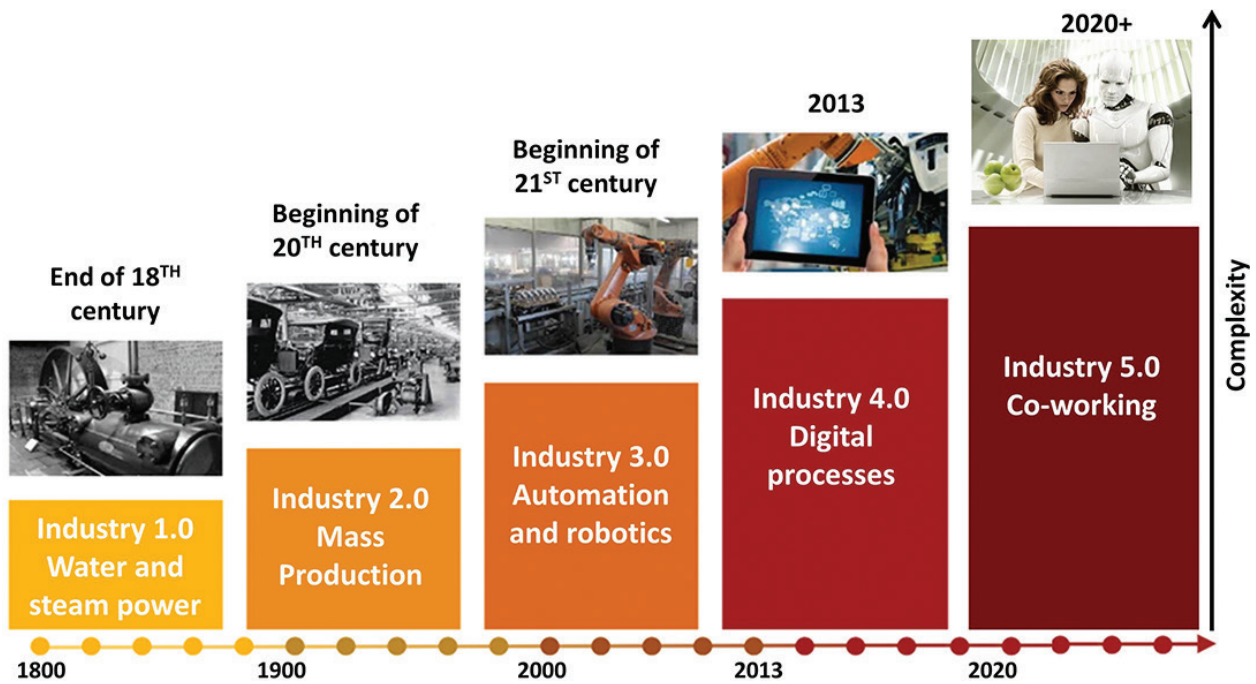 2020+
2013
Beginning of
21ST century
Beginning of
20TH century
End of 18TH
century
Industry 1.0
Water and
steam power
Industry 2.0
Mass
Production
Industry 3.0
Automation
and robotics
Industry 4.0
Digital
processes
Industry 5.0
Co-working
Complexity
1800
1900
2000
2013
2020